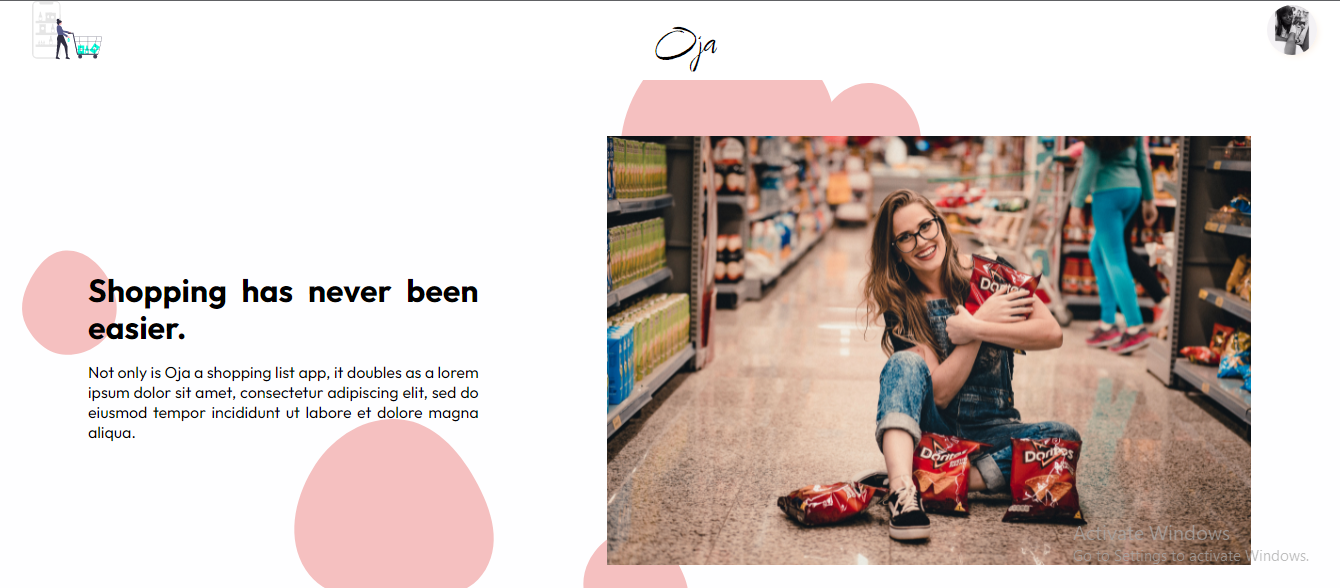 Oja
Shopping has never been
easier.
Not only is Oja a shopping list app, it doubles as a lorem
ipsum dolor sit amet, consectetur adipiscing elit, sed do
eiusmod tempor incididunt ut labore et dolore magna
aliqua.
Doritos
Doritos
Activate Windows
Go to Settings to activate Windows.